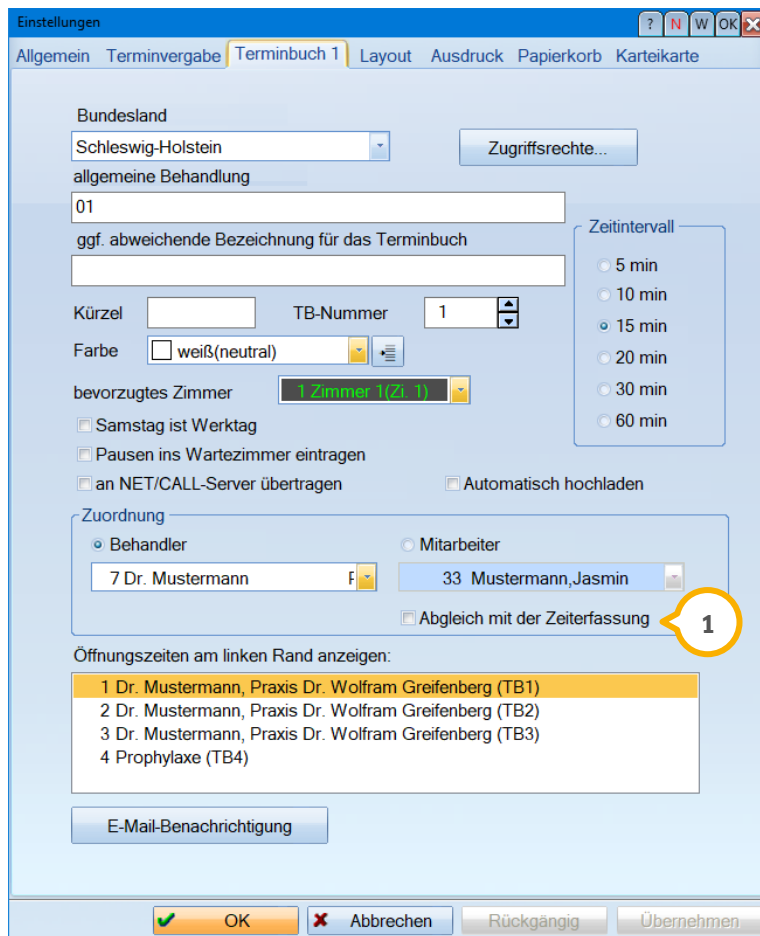 Einstellungen
? N W OK
Allgemein Terminvergabe Terminbuch 1 Layout Ausdruck Papierkorb Karteikarte
Bundesland
Schleswig-Holstein
Zugriffsrechte...
allgemeine Behandlung
01
ggf. abweichende Bezeichnung für das Terminbuch
Zeitintervall
5 min
10 min
15 min
20 min
30 min
60 min
Kürzel TB-Nummer 1
Farbe weiß(neutral)
bevorzugtes Zimmer 1 Zimmer 1(Zi. 1)
Samstag ist Werktag
Pausen ins Wartezimmer eintragen
an NET/CALL-Server übertragen Automatisch hochladen
Zuordnung
Behandler Mitarbeiter
7 Dr. Mustermann 33 Mustermann,Jasmin
Abgleich mit der Zeiterfassung 1
Öffnungszeiten am linken Rand anzeigen:
1 Dr. Mustermann, Praxis Dr. Wolfram Greifenberg (TB1)
2 Dr. Mustermann, Praxis Dr. Wolfram Greifenberg (TB2)
3 Dr. Mustermann, Praxis Dr. Wolfram Greifenberg (TB3)
4 Prophylaxe (TB4)
E-Mail-Benachrichtigung
OK Abbrechen Rückgängig Übernehmen